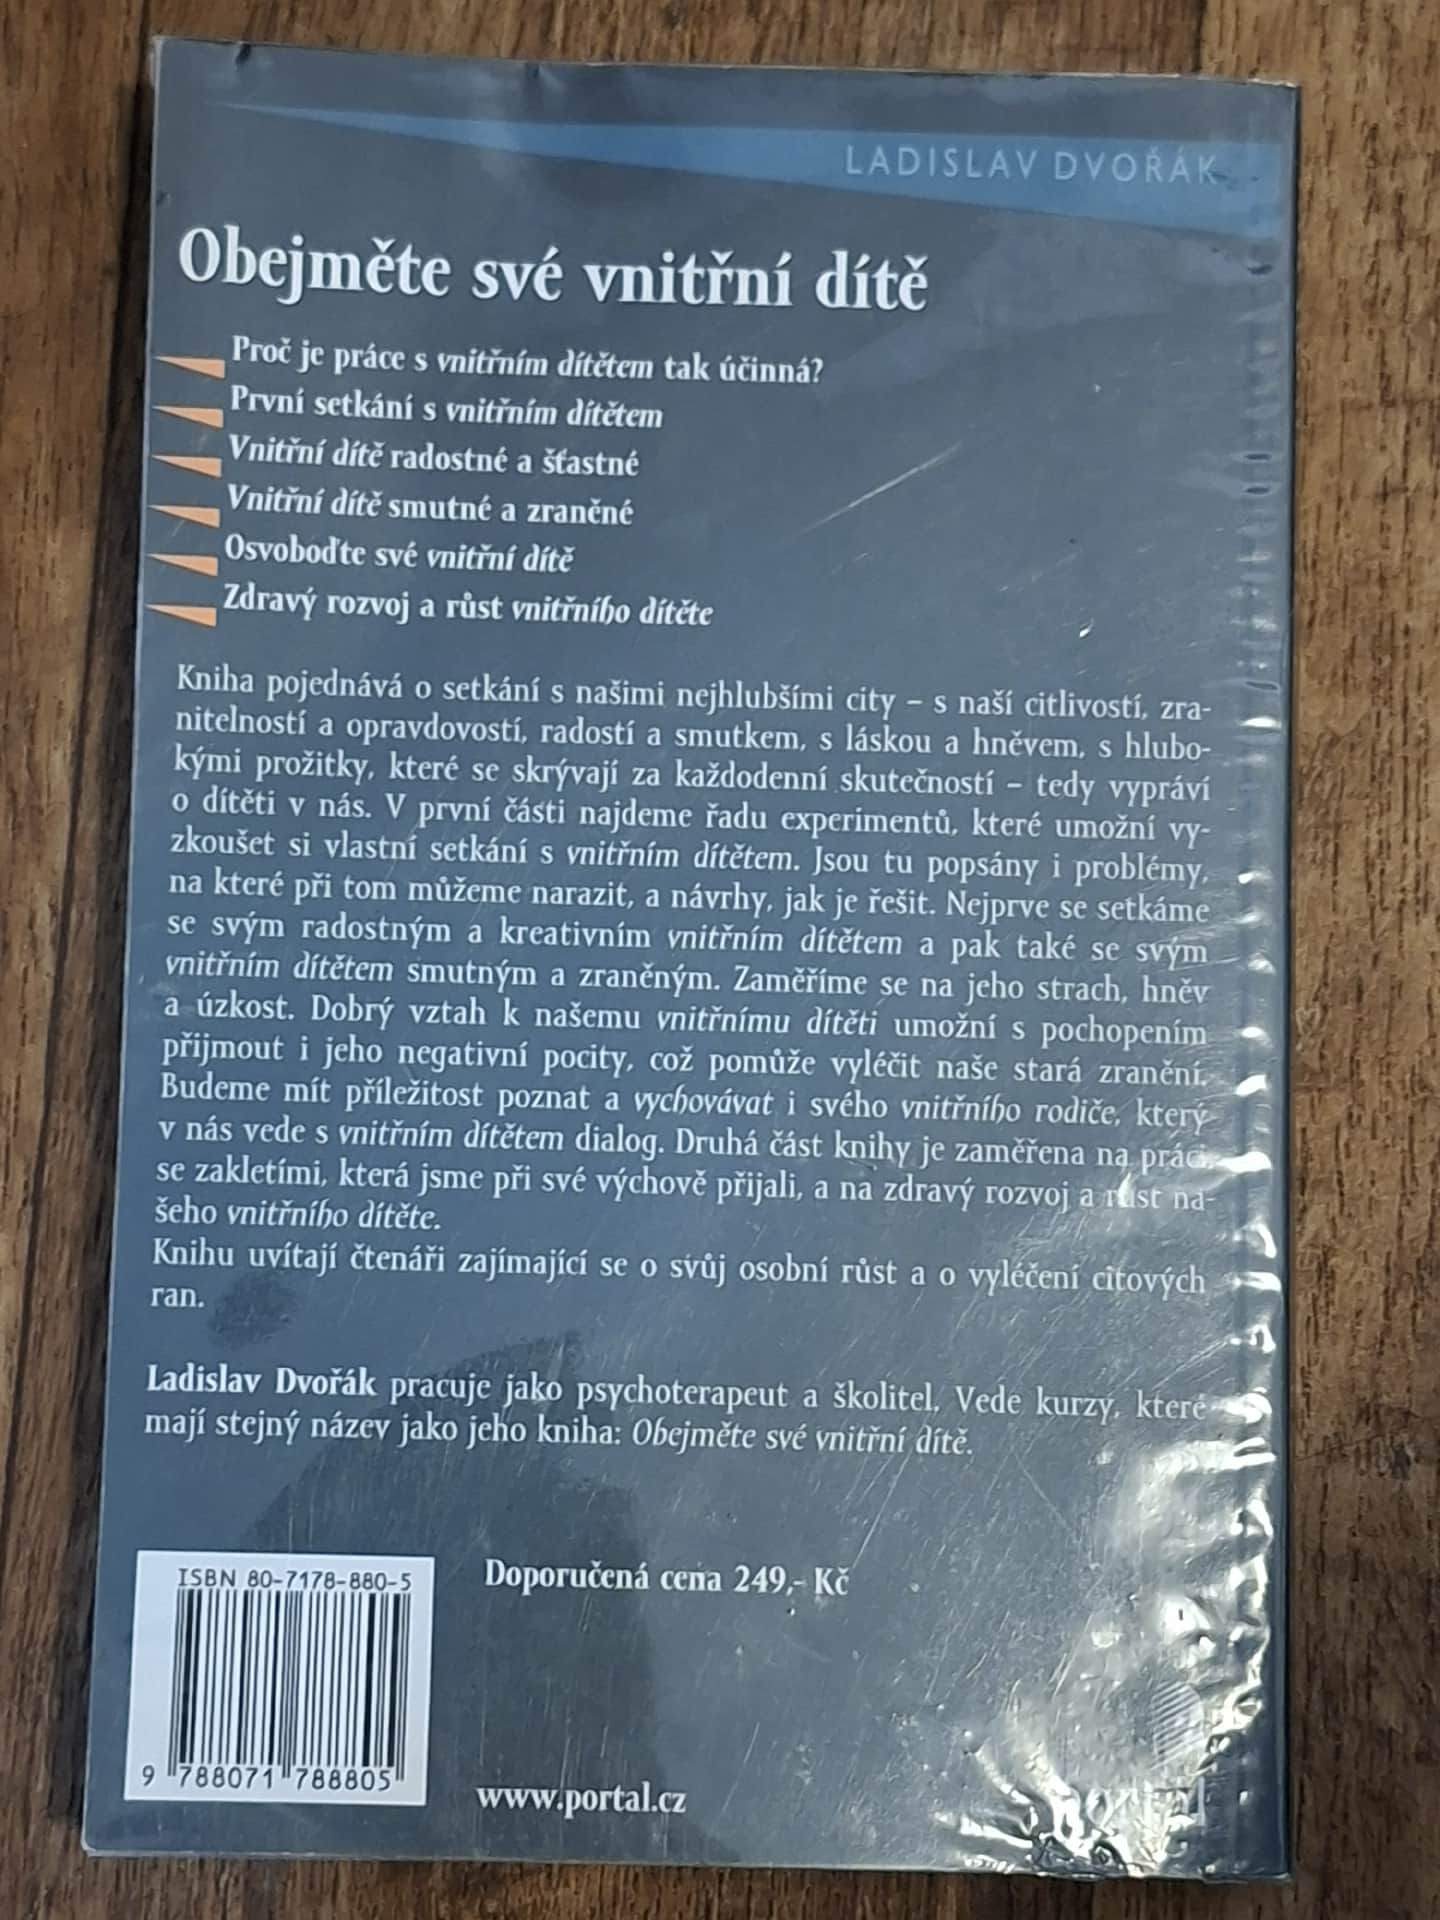 LADISLAV DVOŘÁK
Obejměte své vnitřní dítě
Proč je práce s vnitřním dítětem tak účinná?
První setkání s vnitřním dítětem
Vnitřní dítě radostné a šťastné
Vnitřní dítě smutné a zraněné
Osvoboďte své vnitřní dítě
Zdravý rozvoj a růst vnitřního dítěte
Kniha pojednává o setkání s našimi nejhlubšími city – s naší citlivostí, zra-
nitelností a opravdovostí, radostí a smutkem, s láskou a hněvem, s hlubo-
kými prožitky, které se skrývají za každodenní skutečností – tedy vypráví
o dítěti v nás. V první části najdeme řadu experimentů, které umožní vy-
zkoušet si vlastní setkání s vnitřním dítětem. Jsou tu popsány i problémy,
na které při tom můžeme narazit, a návrhy, jak je řešit. Nejprve se setkáme
se svým radostným a kreativním vnitřním dítětem a pak také se svým
vnitřním dítětem smutným a zraněným. Zaměříme se na jeho strach, hněv
a úzkost. Dobrý vztah k našemu vnitřnímu dítěti umožní s pochopením
přijmout i jeho negativní pocity, což pomůže vyléčit naše stará zranění.
Budeme mít příležitost poznat a vychovávat i svého vnitřního rodiče, který
v nás vede s vnitřním dítětem dialog. Druhá část knihy je zaměřena na práci
se zakletími, která jsme při své výchově přijali, a na zdravý rozvoj a růst na-
šeho vnitřního dítěte.
Knihu uvítají čtenáři zajímající se o svůj osobní růst a o vyléčení citových
ran.
Ladislav Dvořák pracuje jako psychoterapeut a školitel. Vede kurzy, které
mají stejný název jako jeho kniha: Obejměte své vnitřní dítě.
ISBN 80-7178-880-5
Doporučená cena 249,- Kč
9 788071 788805
www.portal.cz